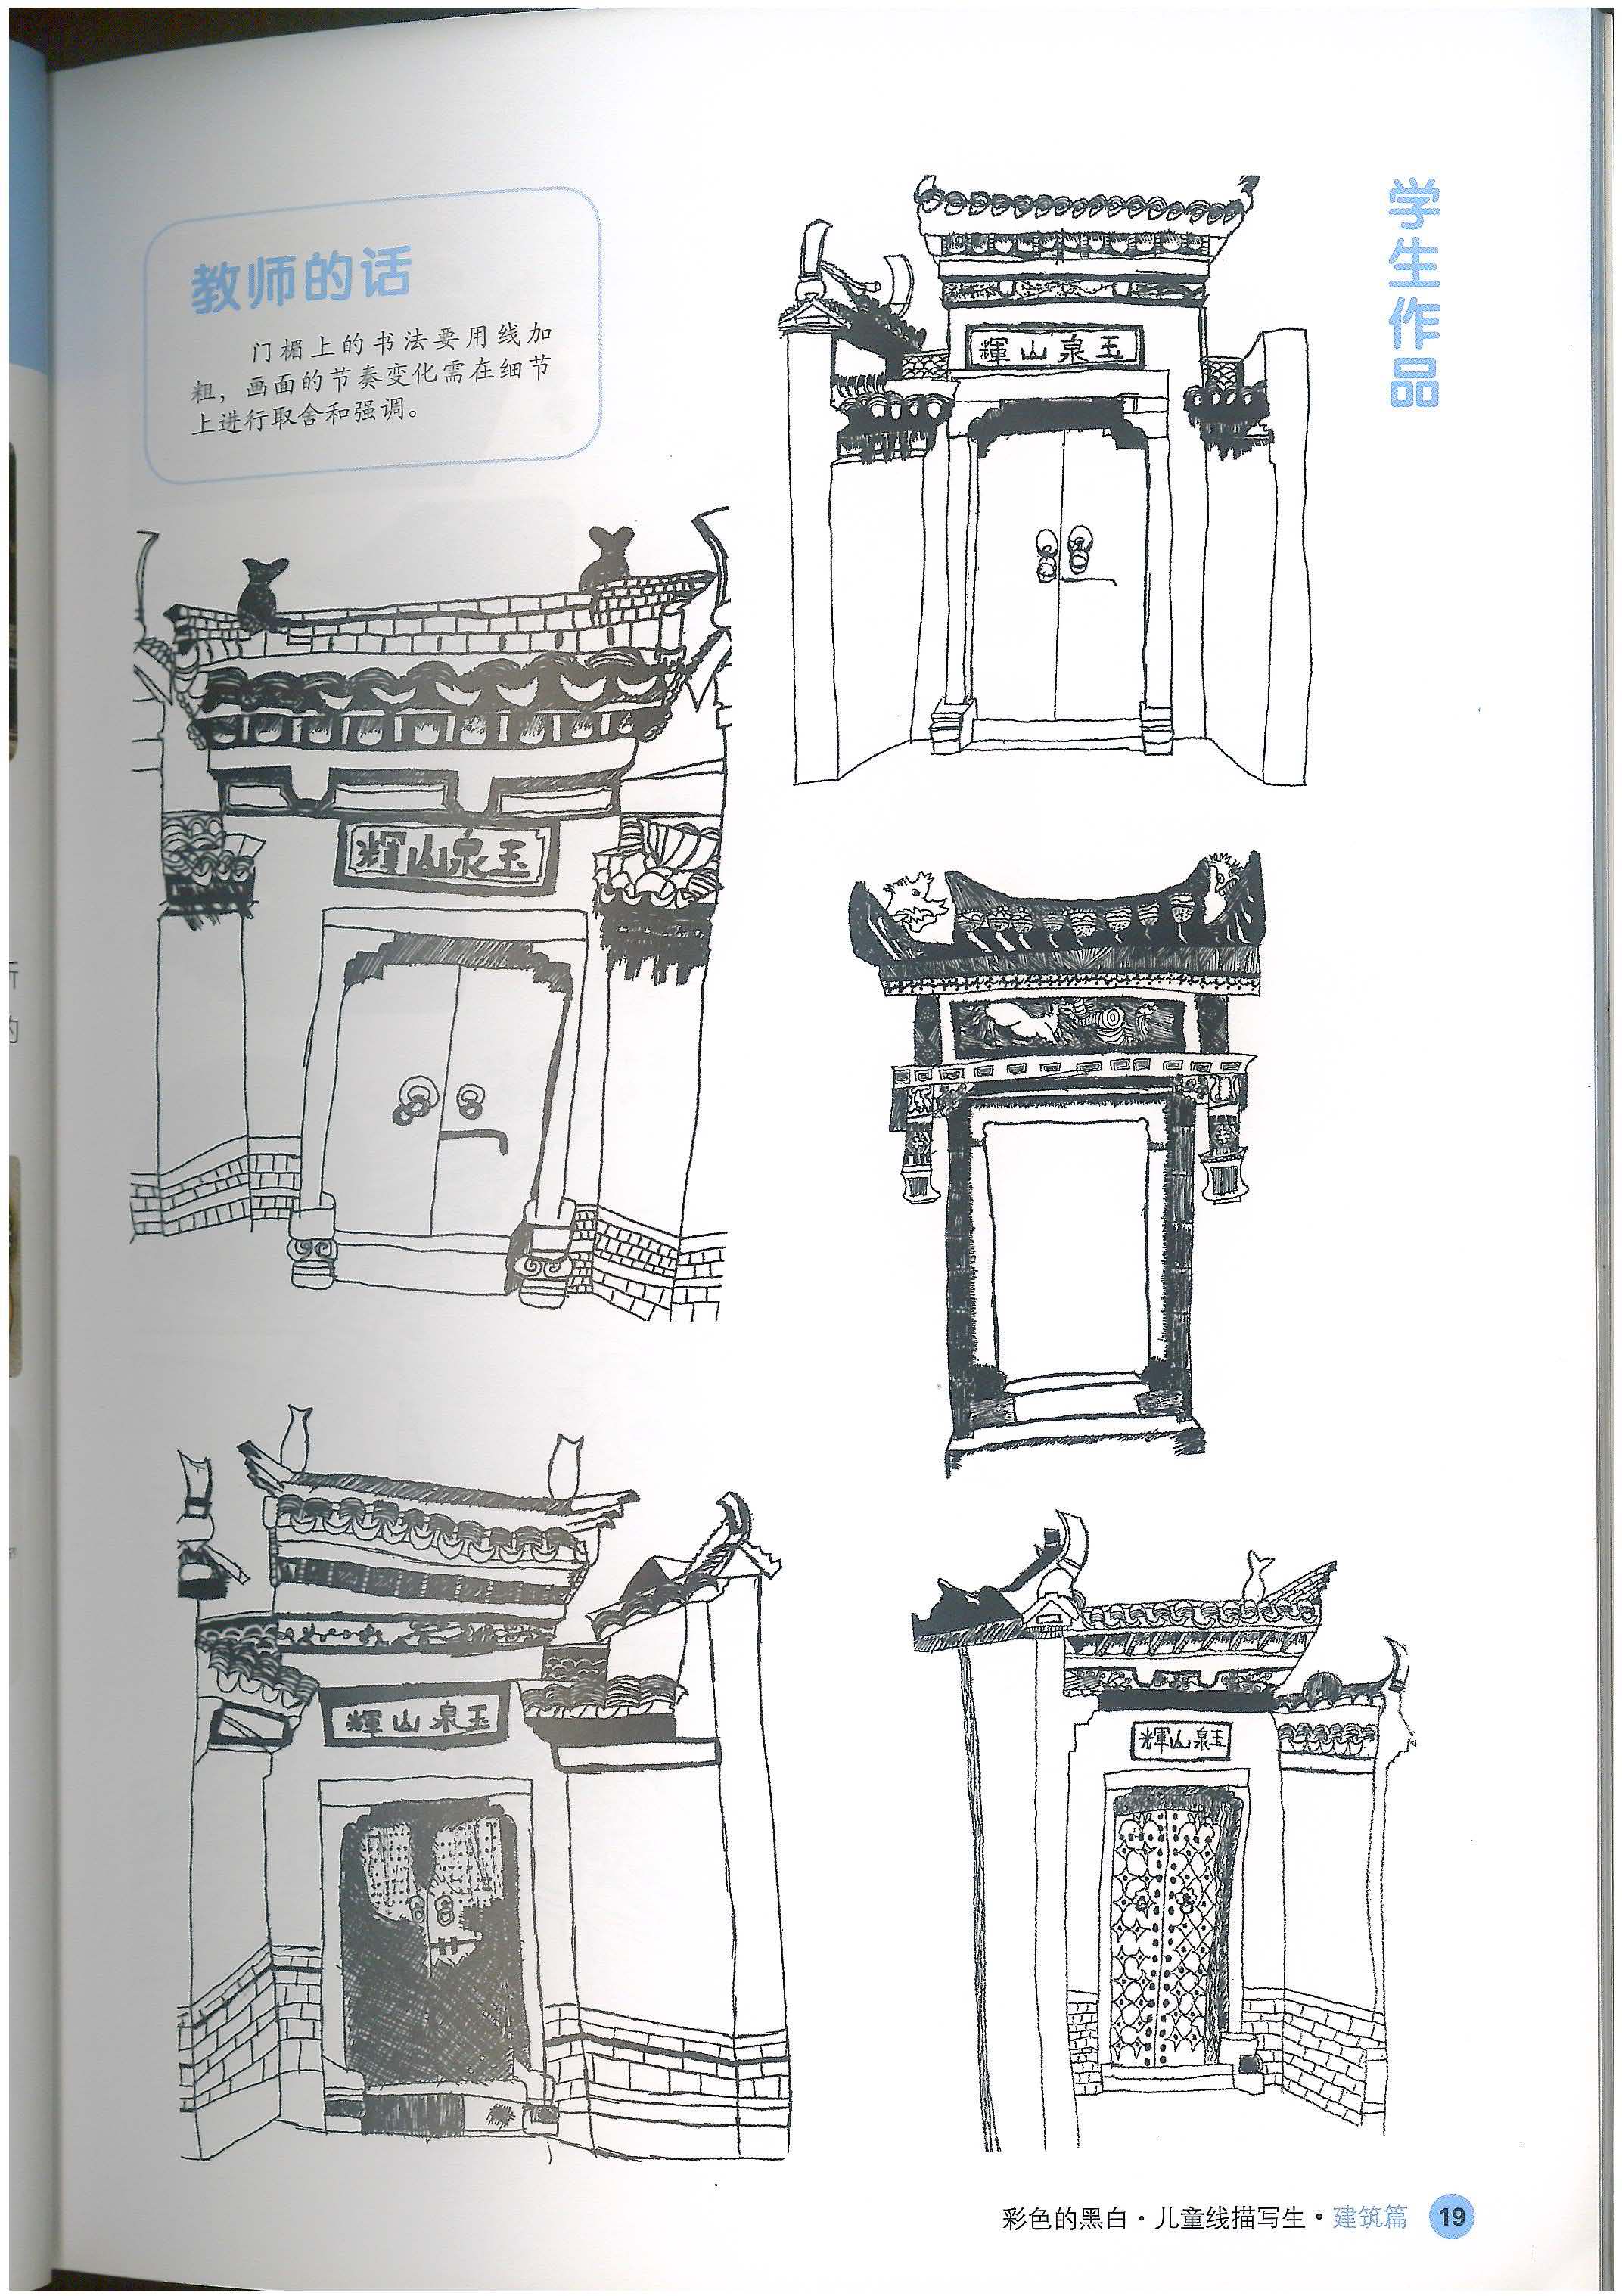 学生作品
教师的话
门楣上的书法要用线加
粗，画面的节奏变化需在细节
上进行取舍和强调。
輝山泉玉
輝山泉玉
輝山泉玉
輝山泉玉
彩色的黑白·儿童线描写生·建筑篇 19